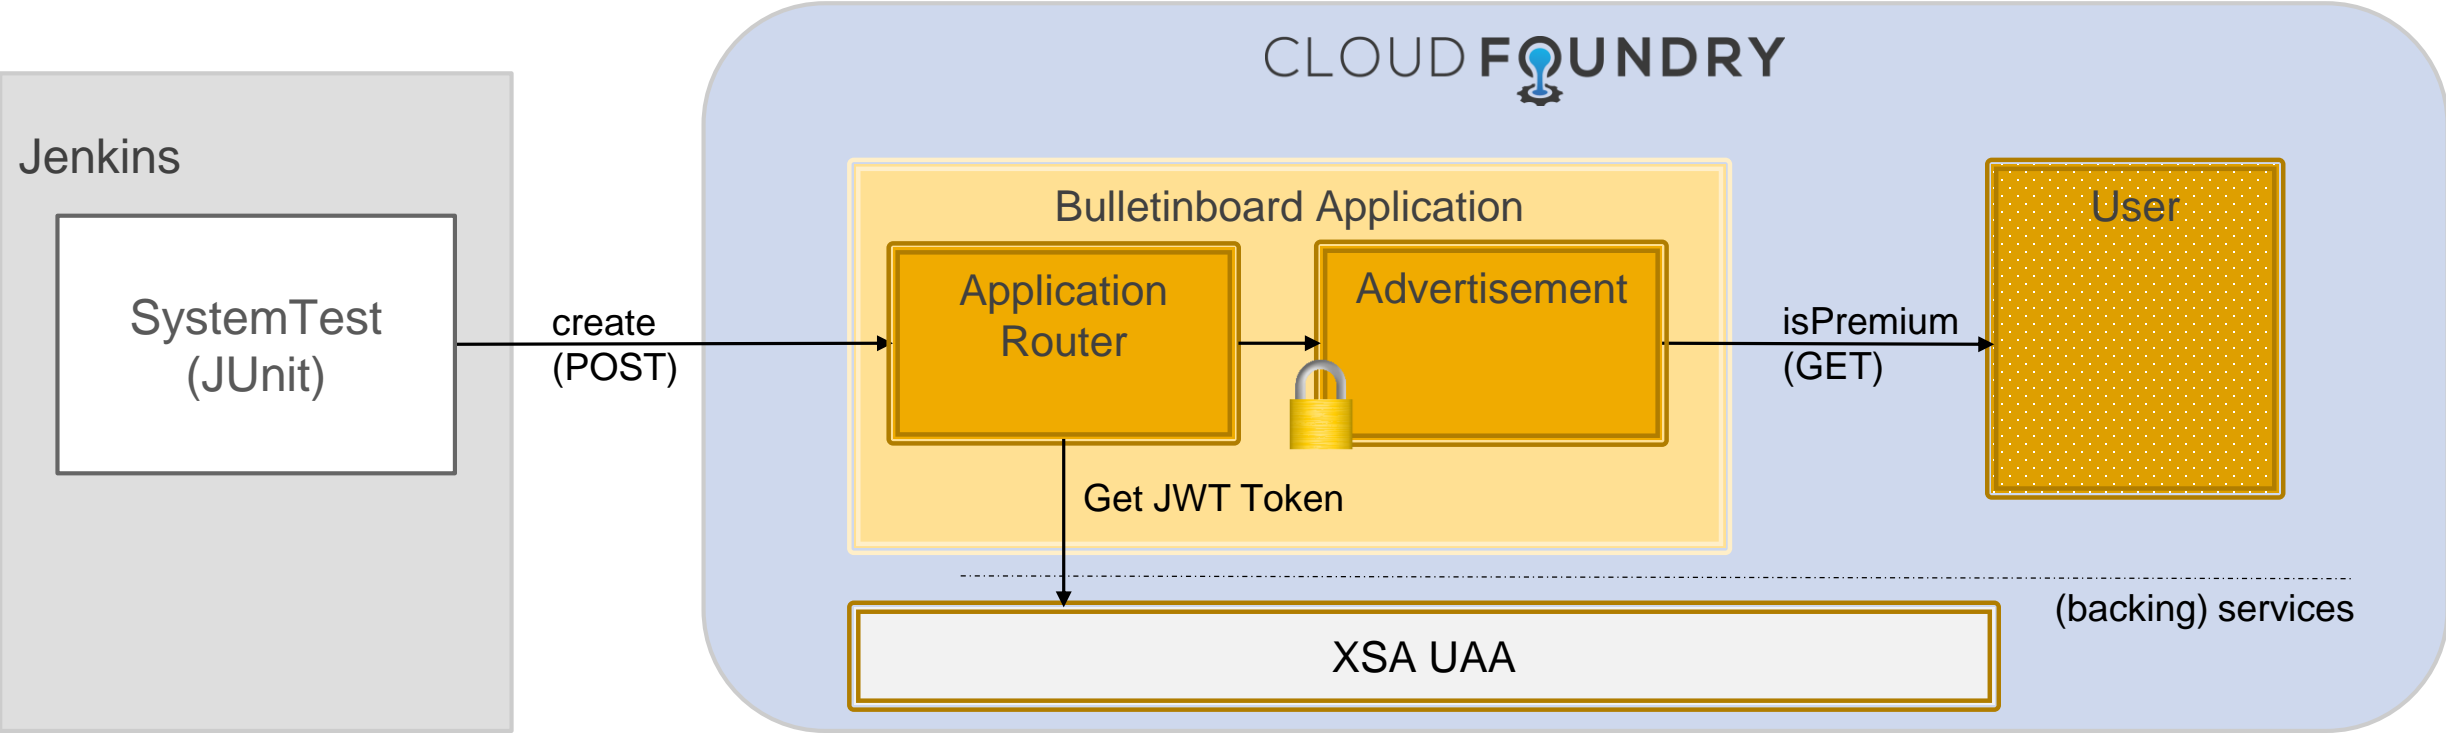 CLOUD FOUNDRY
Jenkins
SystemTest
(JUnit)
create
(POST)
Bulletinboard Application
Application
Router
Advertisement
isPremium
(GET)
User
Get JWT Token
(backing) services
XSA UAA